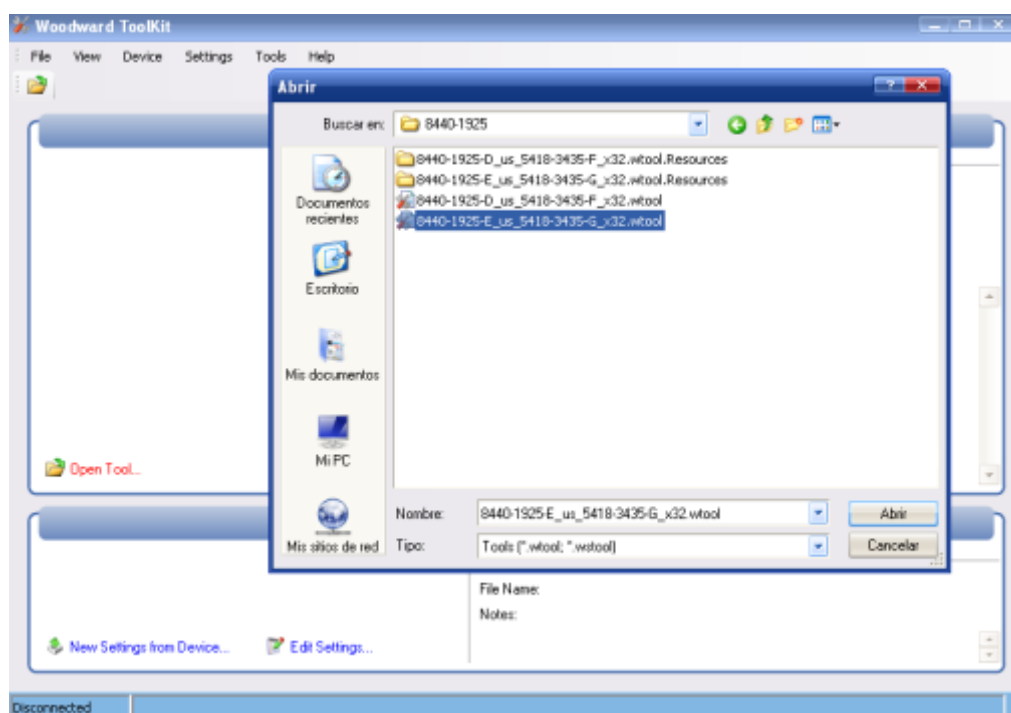 Woodward ToolKit
File View Device Settings Tools Help
Abrir
Buscar en: 8440-1925
8440-1925-D_us_5418-3435-F_x32.wtool.Resources
8440-1925-E_us_5418-3435-G_x32.wtool.Resources
8440-1925-D_us_5418-3435-F_x32.wtool
8440-1925-E_us_5418-3435-G_x32.wtool
Documentos
recientes
Escritorio
Mis documentos
Mi PC
Mis sitios de red
Nombre: 8440-1925-E_us_5418-3435-G_x32.wtool Abrir
Tipo: Tools (*.wtool; *.wstool) Cancelar
Open Tool...
File Name:
Notes:
New Settings from Device... Edit Settings...
Disconnected